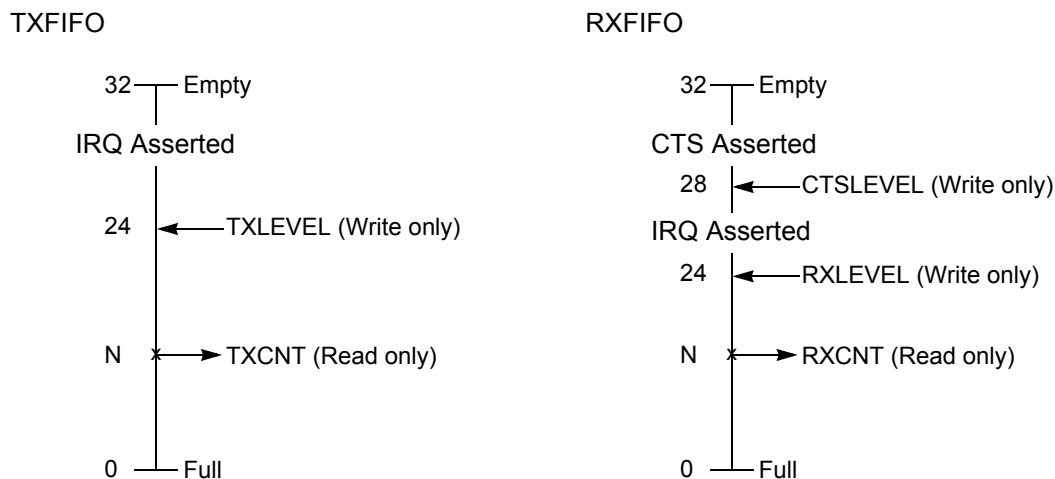 TXFIFO
32 Empty
IRQ Asserted
24 TXLEVEL (Write only)
N x TXCNT (Read only)
0 Full
RXFIFO
32 Empty
CTS Asserted
28 CTSLEVEL (Write only)
IRQ Asserted
24 RXLEVEL (Write only)
N x RXCNT (Read only)
0 Full